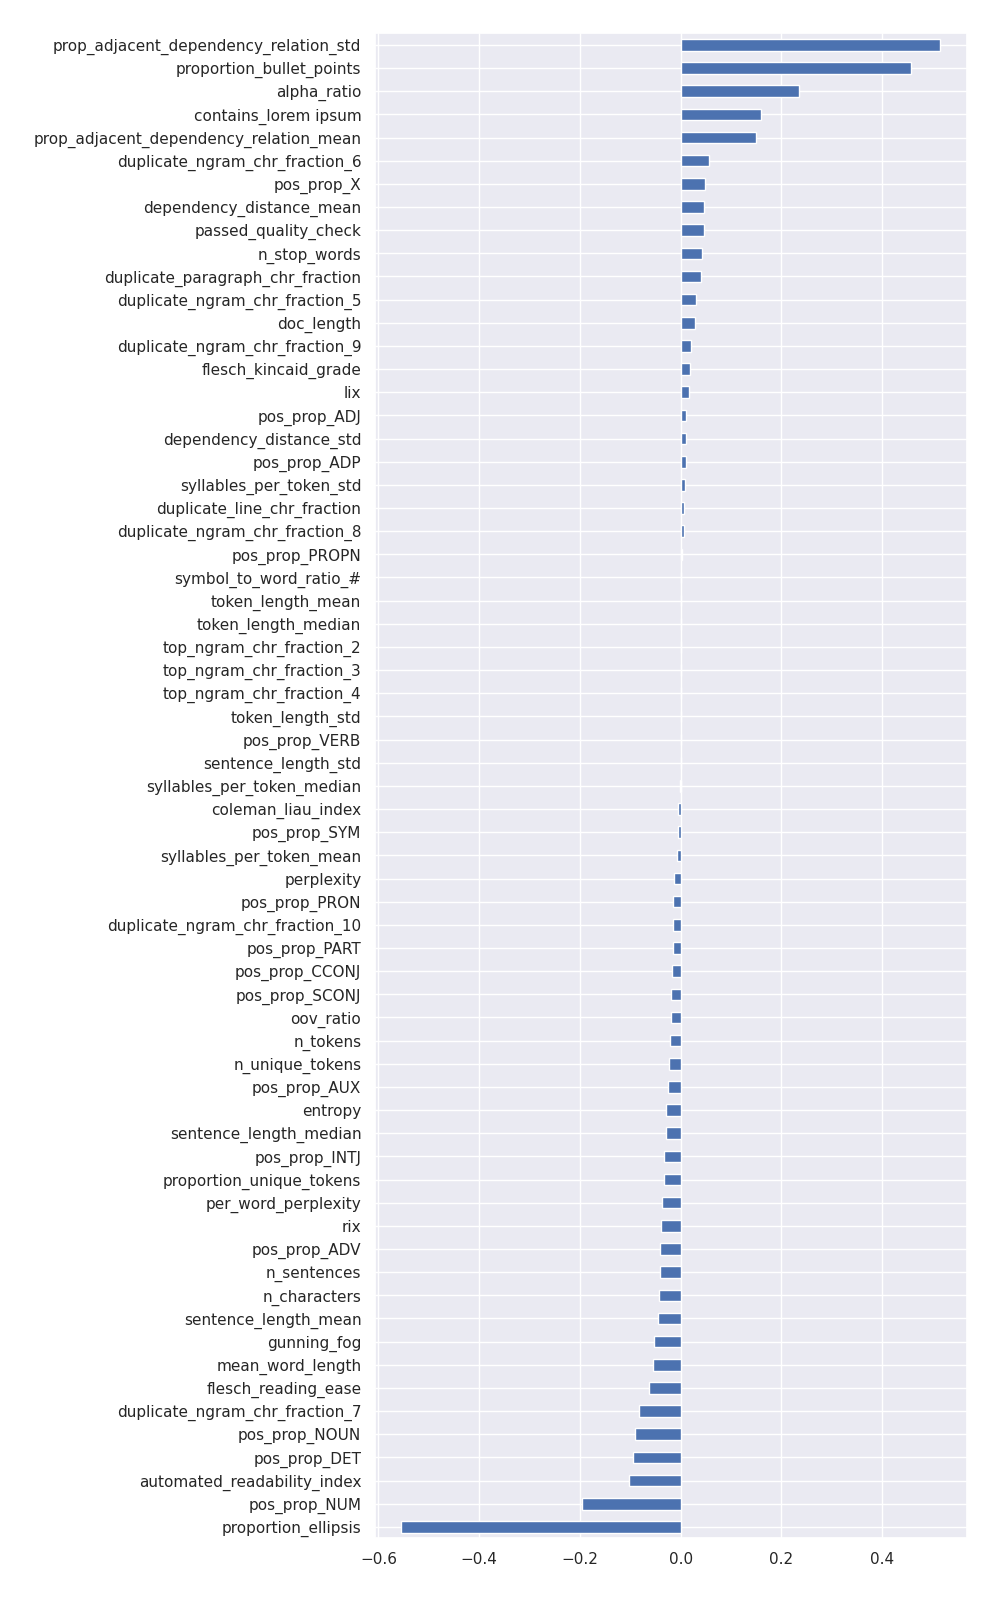 prop_adjacent_dependency_relation_std
proportion_bullet_points
alpha_ratio
contains_lorem ipsum
prop_adjacent_dependency_relation_mean
duplicate_ngram_chr_fraction_6
pos_prop_X
dependency_distance_mean
passed_quality_check
n_stop_words
duplicate_paragraph_chr_fraction
duplicate_ngram_chr_fraction_5
doc_length
duplicate_ngram_chr_fraction_9
flesch_kincaid_grade
lix
pos_prop_ADJ
dependency_distance_std
pos_prop_ADP
syllables_per_token_std
duplicate_line_chr_fraction
duplicate_ngram_chr_fraction_8
pos_prop_PROPN
symbol_to_word_ratio_#
token_length_mean
token_length_median
top_ngram_chr_fraction_2
top_ngram_chr_fraction_3
top_ngram_chr_fraction_4
token_length_std
pos_prop_VERB
sentence_length_std
syllables_per_token_median
coleman_liau_index
pos_prop_SYM
syllables_per_token_mean
perplexity
pos_prop_PRON
duplicate_ngram_chr_fraction_10
pos_prop_PART
pos_prop_CCONJ
pos_prop_SCONJ
oov_ratio
n_tokens
n_unique_tokens
pos_prop_AUX
entropy
sentence_length_median
pos_prop_INTJ
proportion_unique_tokens
per_word_perplexity
rix
pos_prop_ADV
n_sentences
n_characters
sentence_length_mean
gunning_fog
mean_word_length
flesch_reading_ease
duplicate_ngram_chr_fraction_7
pos_prop_NOUN
pos_prop_DET
automated_readability_index
pos_prop_NUM
proportion_ellipsis
−0.6 −0.4 −0.2 0.0 0.2 0.4